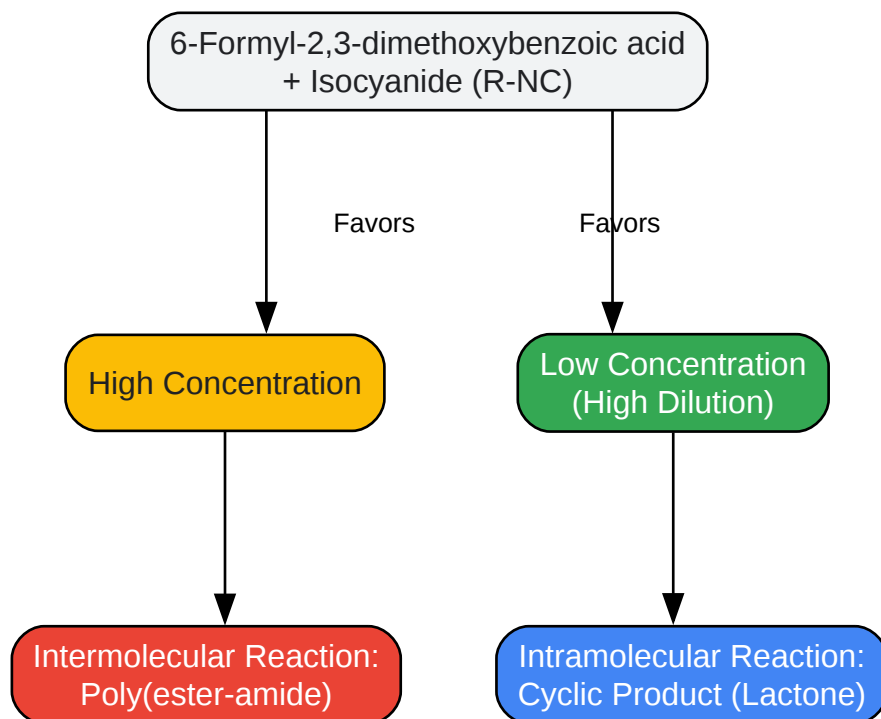 6-Formyl-2,3-dimethoxybenzoic acid
+ Isocyanide (R-NC)
Favors
Favors
High Concentration
Low Concentration
(High Dilution)
Intermolecular Reaction:
Poly(ester-amide)
Intramolecular Reaction:
Cyclic Product (Lactone)